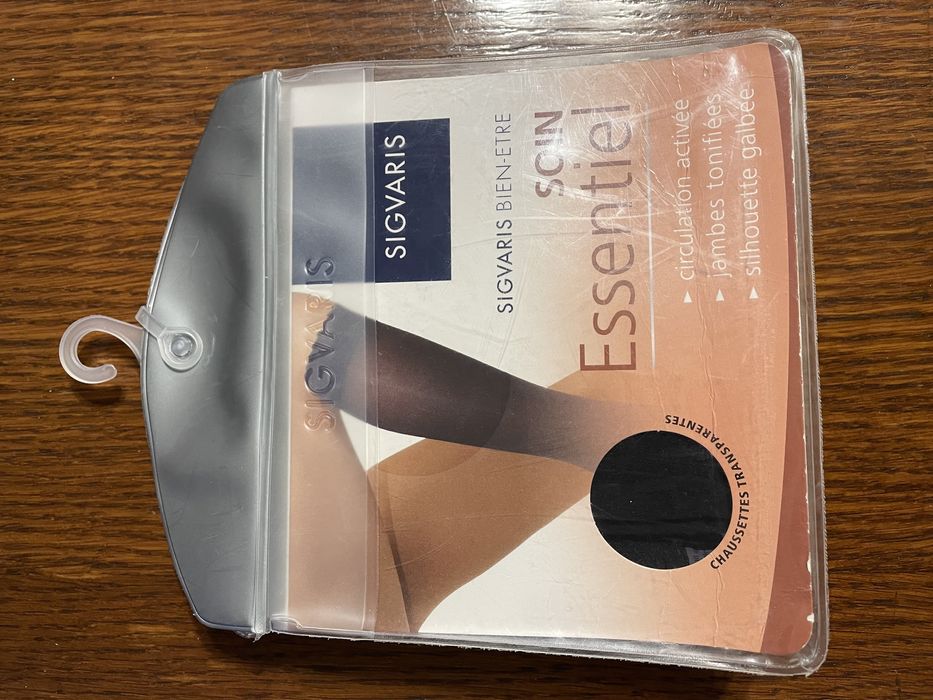 SIGVARIS
SIGVARIS
SIGVARIS BIEN-ETRE
SOIN
Essentiel
▶ circulation activée
▶ jambes tonifiées
▶ silhouette galbée
CHAUSSETTES TRANSPARENTES